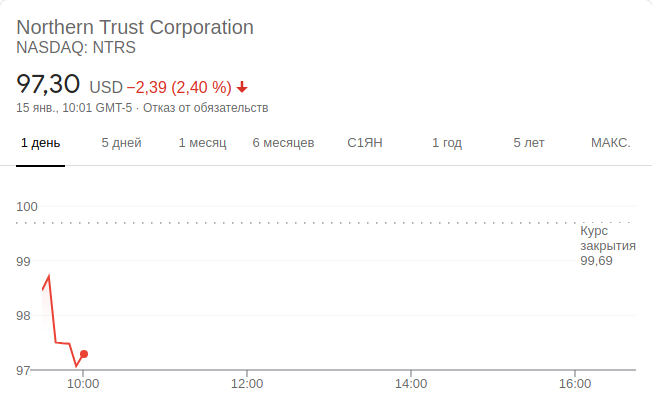 Northern Trust Corporation
NASDAQ: NTRS
97,30 USD −2,39 (2,40 %)
15 янв., 10:01 GMT-5 · Отказ от обязательств
1 день 5 дней 1 месяц 6 месяцев С1ЯН 1 год 5 лет МАКС.
100
Курс
закрытия
99,69
99
98
97
10:00 12:00 14:00 16:00